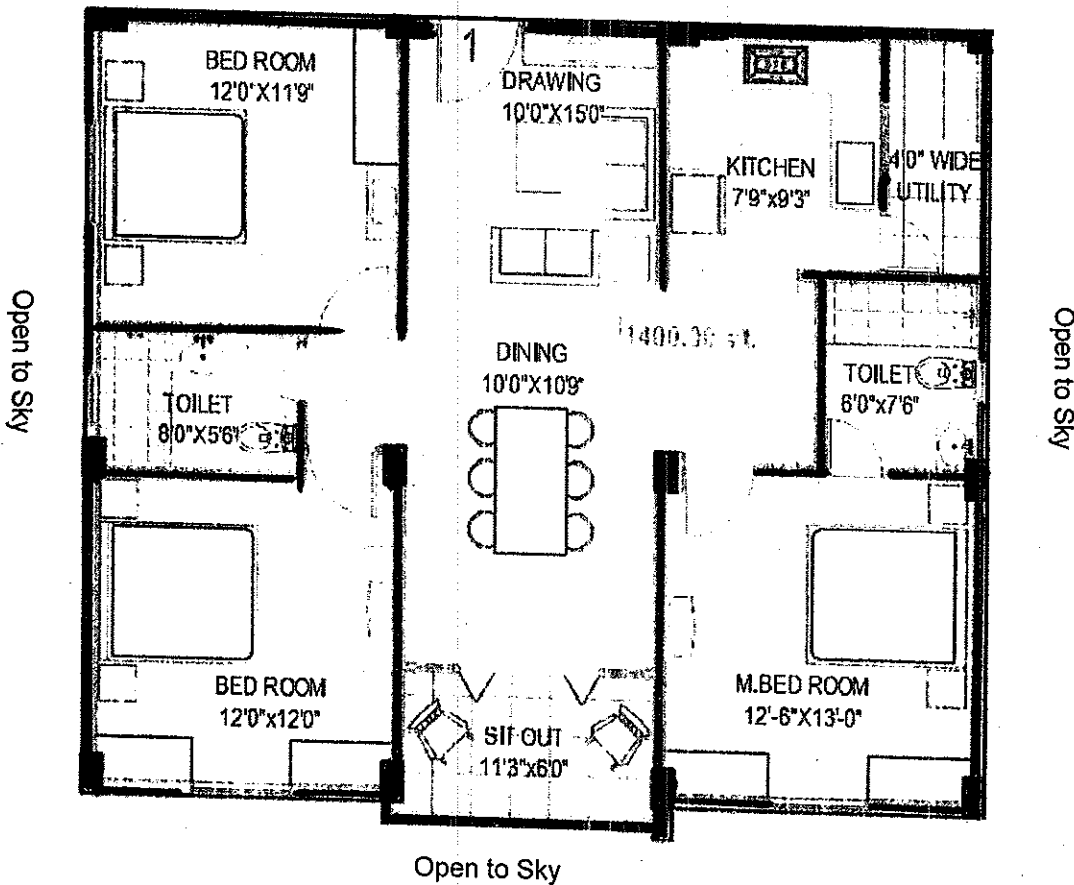 1
BED ROOM
12'0"X11'9"
DRAWING
10'0"X15'0"
KITCHEN
7'9"x9'3"
4'0" WIDE
UTILITY
Open to Sky
Open to Sky
1400.00
DINING
10'0"X10'9"
TOILET
8'0"X5'6"
TOILET
6'0"x7'6"
BED ROOM
12'0"x12'0"
SIT OUT
11'3"x6'0"
M.BED ROOM
12'-6"X13'-0"
Open to Sky